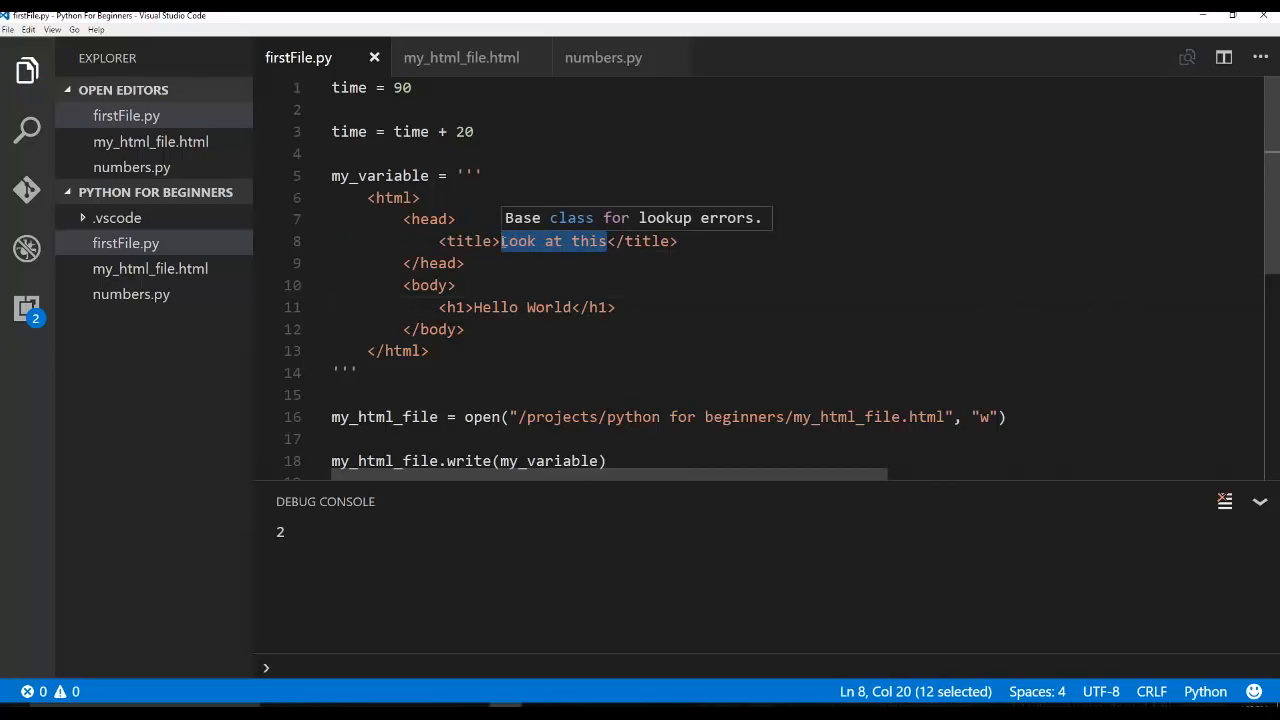 firstFile.py - Python For Beginners - Visual Studio Code
File Edit View Go Help
EXPLORER
OPEN EDITORS
firstFile.py
my_html_file.html
numbers.py
PYTHON FOR BEGINNERS
.vscode
firstFile.py
my_html_file.html
numbers.py
2
firstFile.py my_html_file.html numbers.py
1 time = 90
2
3 time = time + 20
4
5 my_variable = '''
6 <html>
7 <head>
Base class for lookup errors.
8 <title>Look at this</title>
9 </head>
10 <body>
11 <h1>Hello World</h1>
12 </body>
13 </html>
14 '''
15
16 my_html_file = open("/projects/python for beginners/my_html_file.html", "w")
17
18 my_html_file.write(my_variable)
DEBUG CONSOLE
2
0 0 Ln 8, Col 20 (12 selected) Spaces: 4 UTF-8 CRLF Python